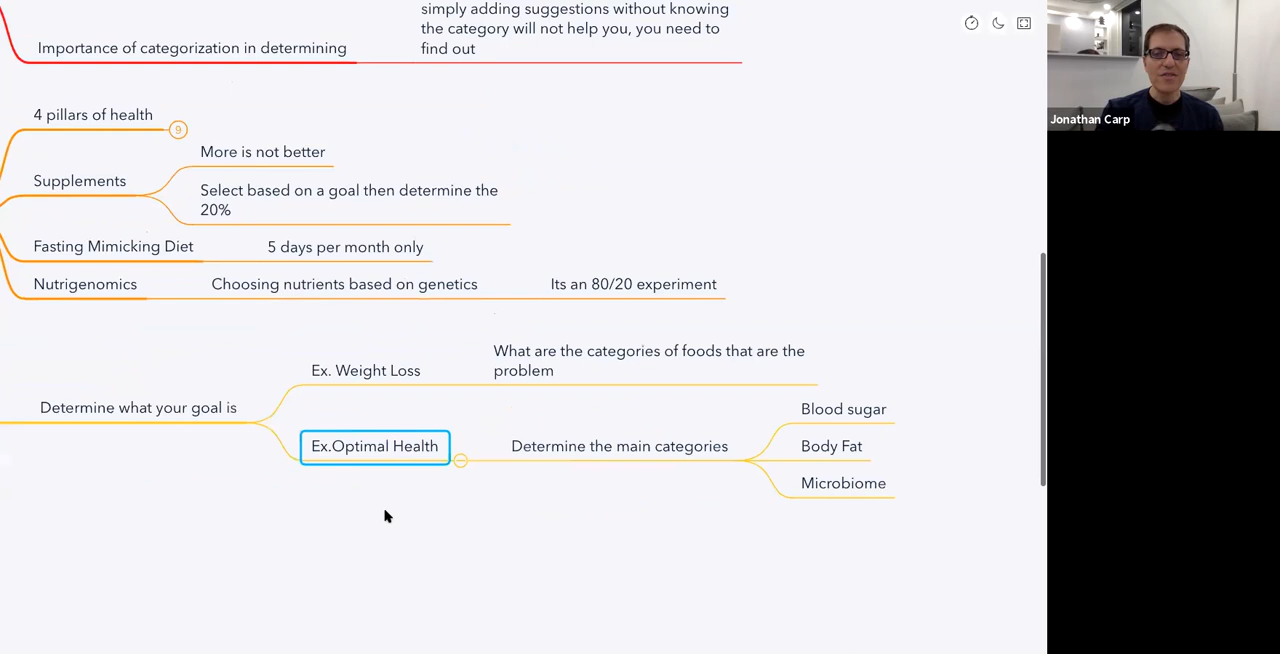 simply adding suggestions without knowing
the category will not help you, you need to
find out
Importance of categorization in determining
4 pillars of health
9
Supplements
More is not better
Select based on a goal then determine the
20%
Fasting Mimicking Diet
5 days per month only
Nutrigenomics
Choosing nutrients based on genetics
Its an 80/20 experiment
Determine what your goal is
Ex. Weight Loss
What are the categories of foods that are the
problem
Ex.Optimal Health
Determine the main categories
Blood sugar
Body Fat
Microbiome
Jonathan Carp